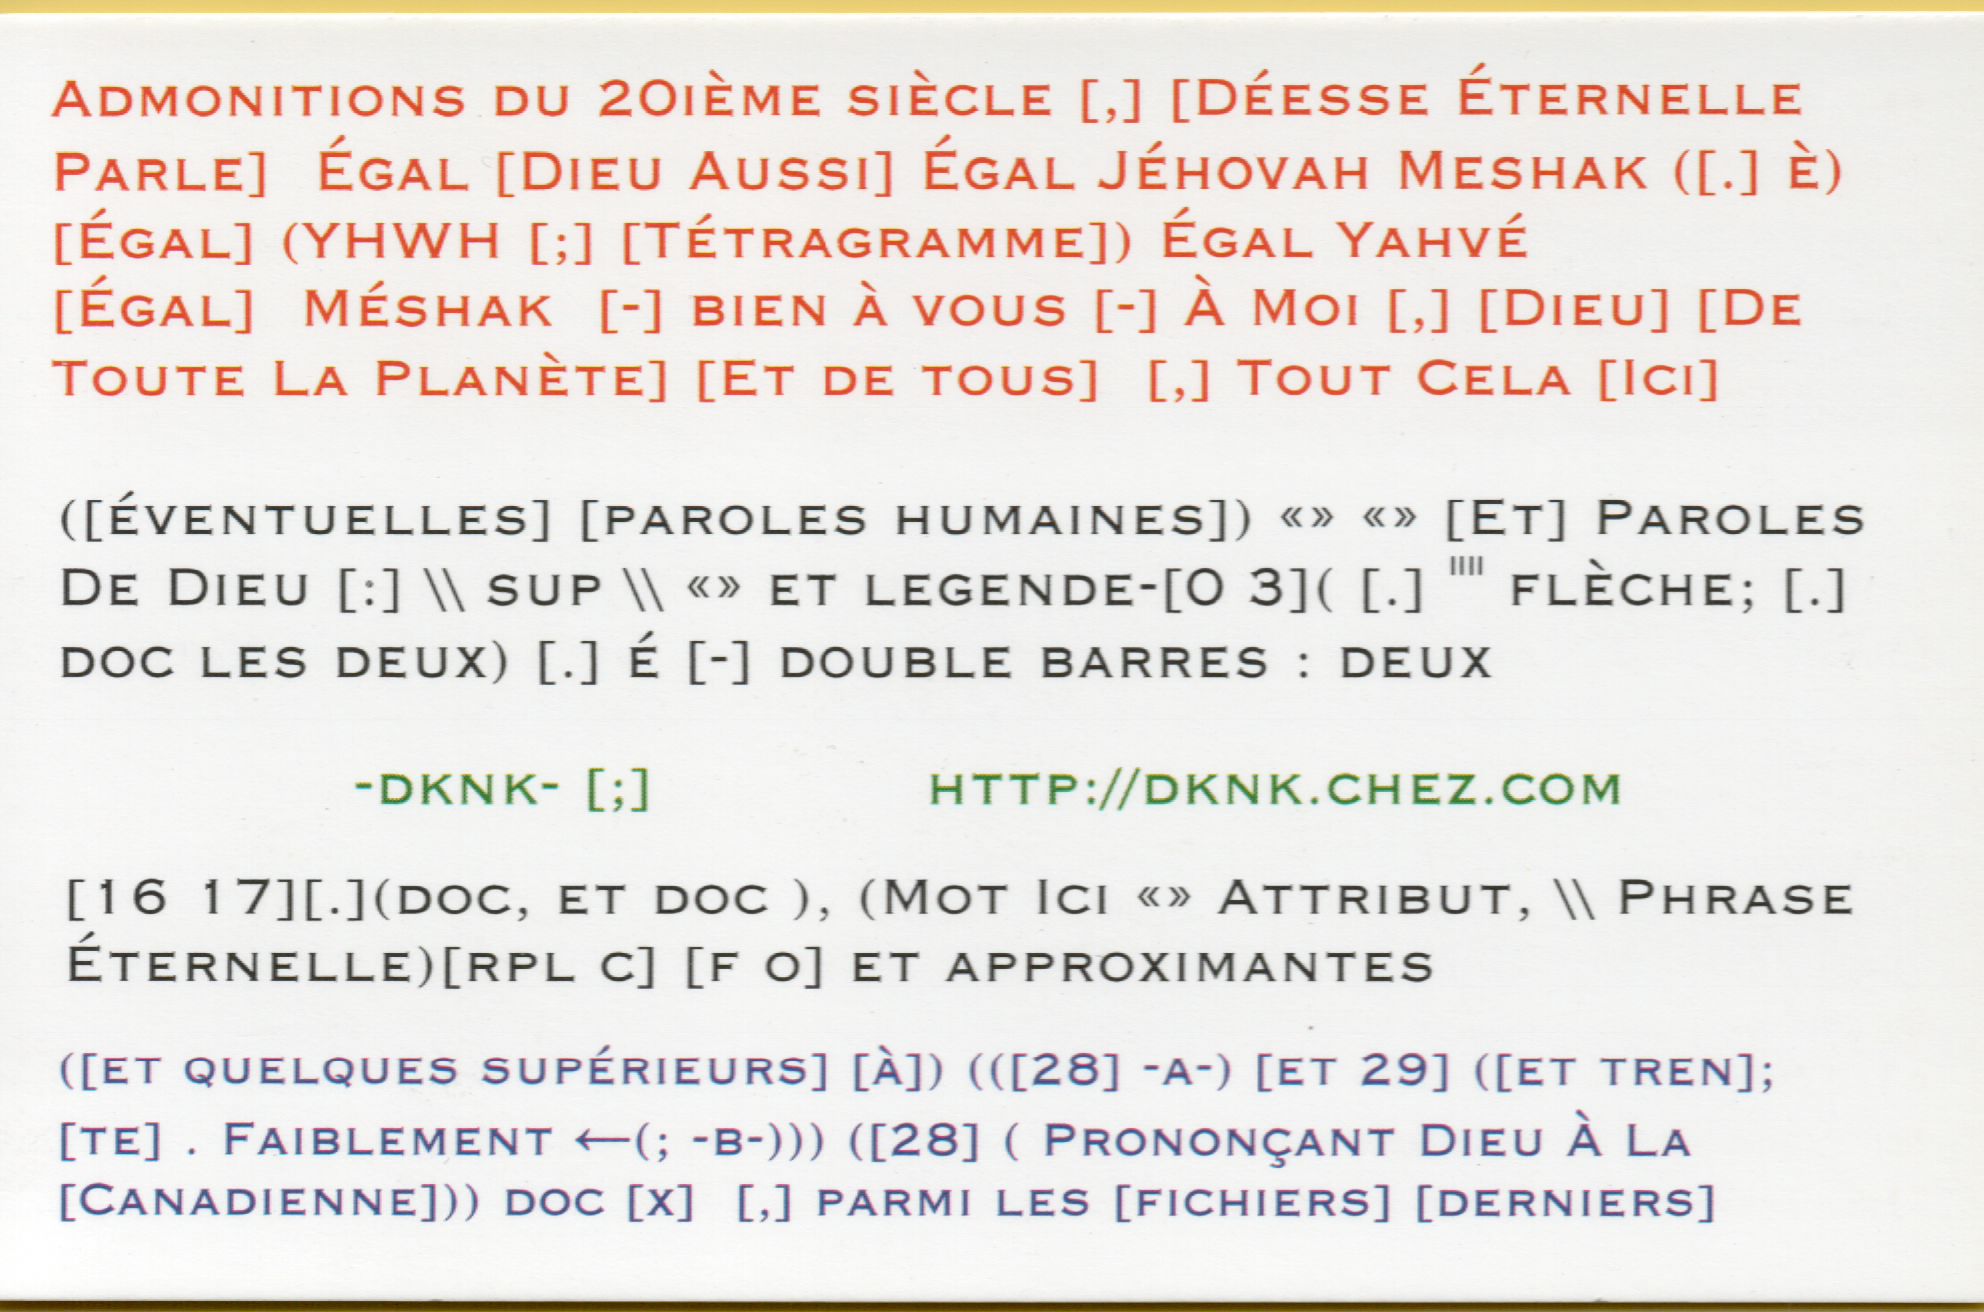 Admonitions du 20ième siècle [,] [Déesse Éternelle
Parle] Égal [Dieu Aussi] Égal Jéhovah Meshak ([.] è)
[Égal] (YHWH [;] [Tétragramme]) Égal Yahvé
[Égal] Méshak [-] bien à vous [-] À Moi [,] [Dieu] [De
Toute La Planète] [Et de tous] [,] Tout Cela [Ici]
([éventuelles] [paroles humaines]) «» «» [Et] Paroles
De Dieu [:] \\ sup \\ «» et legende-[0 3]( [.] '''' flèche; [.]
doc les deux) [.] é [-] double barres : deux
-dknk- [;] http://dknk.chez.com
[16 17][.](doc, et doc ), (Mot Ici «» Attribut, \\ Phrase
Éternelle)[rpl c] [f o] et approximantes
([et quelques supérieurs] [à]) (([28] -a-) [et 29] ([et tren];
[te] . Faiblement ←(; -b-))) ([28] ( Prononçant Dieu À La
[Canadienne])) doc [x] [,] parmi les [fichiers] [derniers]